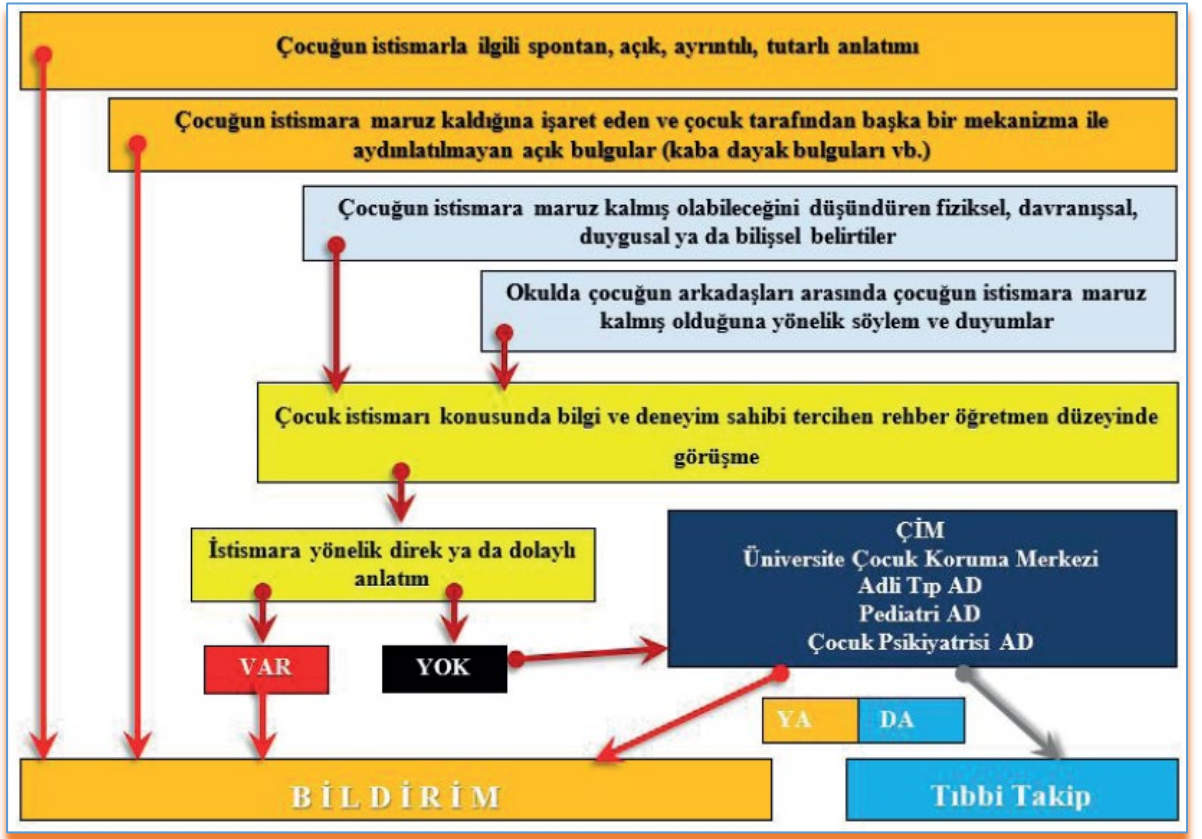 Çocuğun istismarla ilgili spontan, açık, ayrıntılı, tutarlı anlatımı
Çocuğun istismara maruz kaldığına işaret eden ve çocuk tarafından başka bir mekanizma ile
aydınlatılmayan açık bulgular (kaba dayak bulguları vb.)
Çocuğun istismara maruz kalmış olabileceğini düşündüren fiziksel, davranışsal,
duygusal ya da bilişsel belirtiler
Okulda çocuğun arkadaşları arasında çocuğun istismara maruz
kalmış olduğuna yönelik söylem ve duyumlar
Çocuk istismarı konusunda bilgi ve deneyim sahibi tercihen rehber öğretmen düzeyinde
görüşme
İstismara yönelik direk ya da dolaylı
anlatım
ÇİM
Üniversite Çocuk Koruma Merkezi
Adli Tıp AD
Pediatri AD
Çocuk Psikiyatrisi AD
VAR
YOK
YA DA
BİLDİRİM
Tıbbi Takip